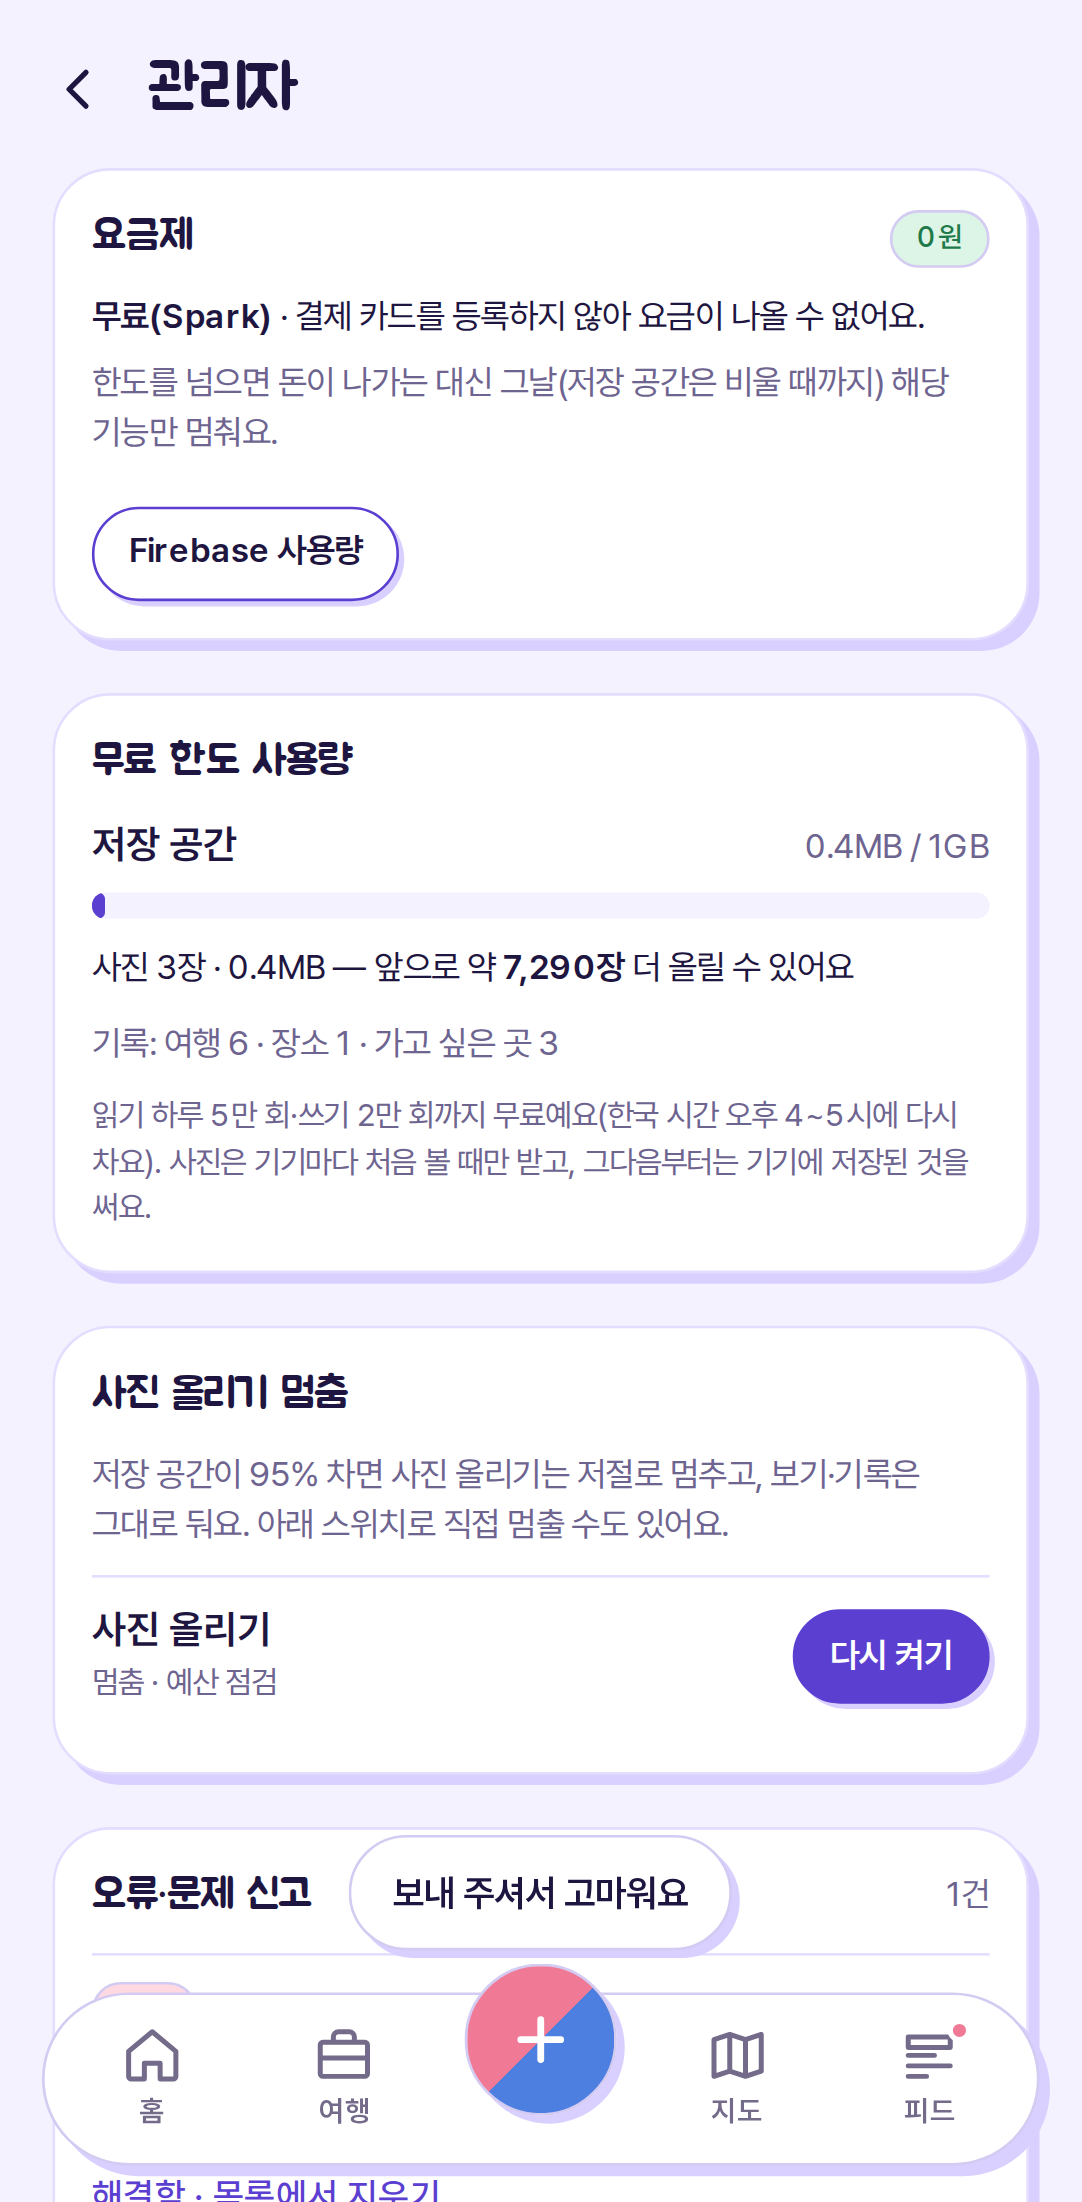 관리자
요금제
0원
무료(Spark) · 결제 카드를 등록하지 않아 요금이 나올 수 없어요.
한도를 넘으면 돈이 나가는 대신 그날(저장 공간은 비울 때까지) 해당
기능만 멈춰요.
Firebase 사용량
무료 한도 사용량
저장 공간
0.4MB / 1GB
사진 3장 · 0.4MB — 앞으로 약 7,290장 더 올릴 수 있어요
기록: 여행 6 · 장소 1 · 가고 싶은 곳 3
읽기 하루 5만 회·쓰기 2만 회까지 무료예요(한국 시간 오후 4~5시에 다시
차요). 사진은 기기마다 처음 볼 때만 받고, 그다음부터는 기기에 저장된 것을
써요.
사진 올리기 멈춤
저장 공간이 95% 차면 사진 올리기는 저절로 멈추고, 보기·기록은
그대로 둬요. 아래 스위치로 직접 멈출 수도 있어요.
사진 올리기
멈춤 · 예산 점검
다시 켜기
오류·문제 신고
보내 주셔서 고마워요
1건
홈
여행
지도
피드
해결함 · 목록에서 지우기